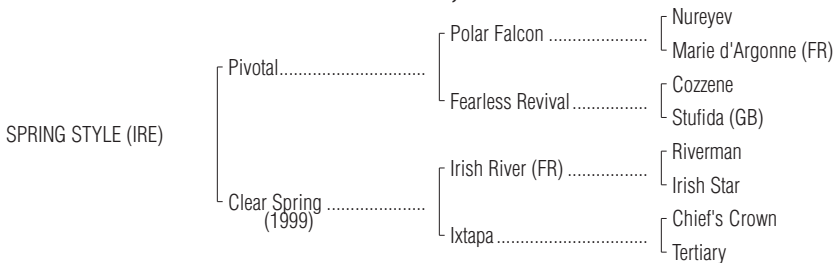 Nureyev
Polar Falcon .....................
Marie d'Argonne (FR)
Pivotal...............................
Cozzene
Fearless Revival................
Stufida (GB)
SPRING STYLE (IRE)
Riverman
Irish River (FR) .................
Irish Star
Clear Spring .....................
(1999)
Chief's Crown
Ixtapa................................
Tertiary